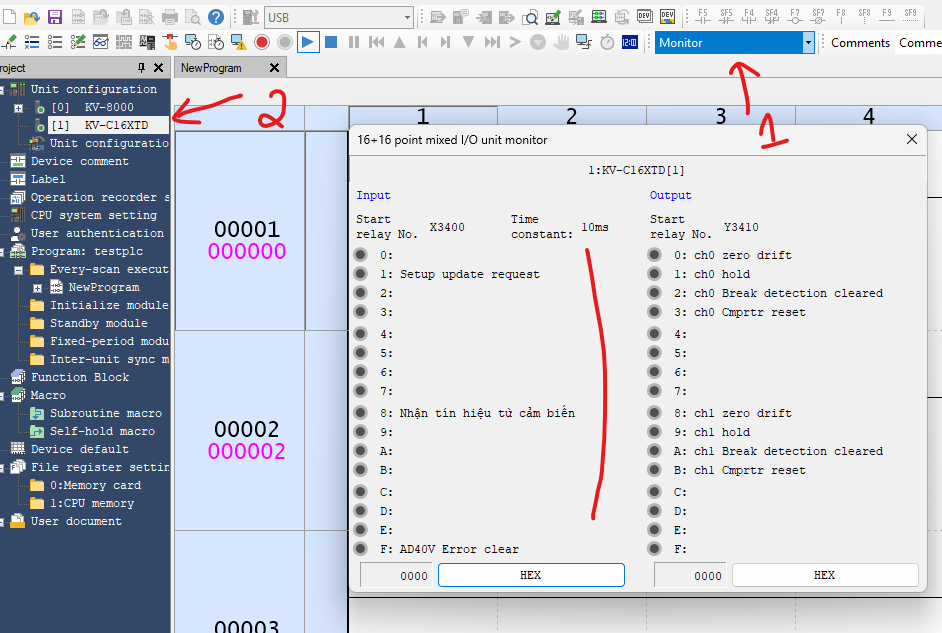 USB
DEV
DEV
F5
SF5
F4
SF4
F7
SF7
F8
SF8
F9
SF9
Monitor
Comments
Comme
roject
NewProgram
Unit configuration
[0] KV-8000
[1] KV-C16XTD
Unit configuratio
Device comment
Label
Operation recorder s
CPU system setting
User authentication
Program: testplc
Every-scan execut
NewProgram
Initialize module
Standby module
Fixed-period modu
Inter-unit sync m
Function Block
Macro
Subroutine macro
Self-hold macro
Device default
File register settin
0:Memory card
1:CPU memory
User document
2
1
1
2
3
4
00001
000000
00002
000002
00003
16+16 point mixed I/O unit monitor
1:KV-C16XTD[1]
Input
Start relay No. X3400
Time constant: 10ms
0:
1: Setup update request
2:
3:
4:
5:
6:
7:
8: Nhận tín hiệu từ cảm biến
9:
A:
B:
C:
D:
E:
F: AD40V Error clear
0000 HEX
Output
Start relay No. Y3410
0: ch0 zero drift
1: ch0 hold
2: ch0 Break detection cleared
3: ch0 Cmprtr reset
4:
5:
6:
7:
8: ch1 zero drift
9: ch1 hold
A: ch1 Break detection cleared
B: ch1 Cmprtr reset
C:
D:
E:
F:
0000 HEX